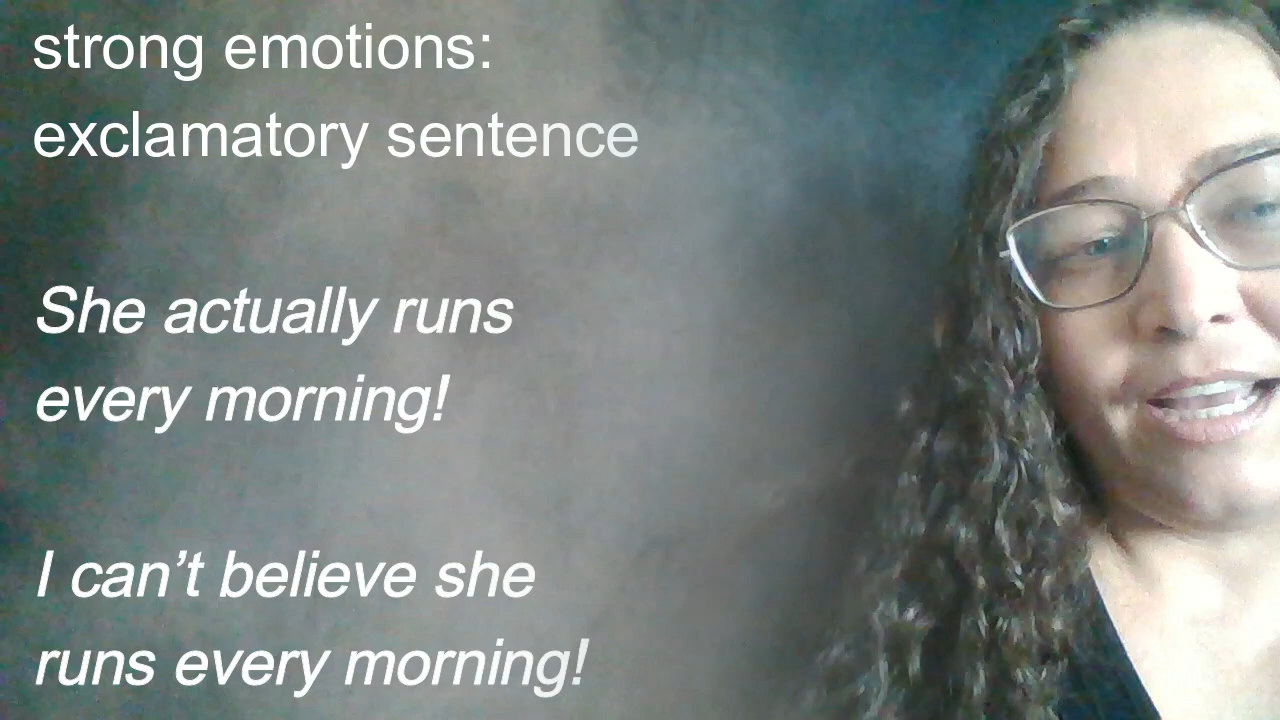 strong emotions:
exclamatory sentence
She actually runs
every morning!
I can’t believe she
runs every morning!